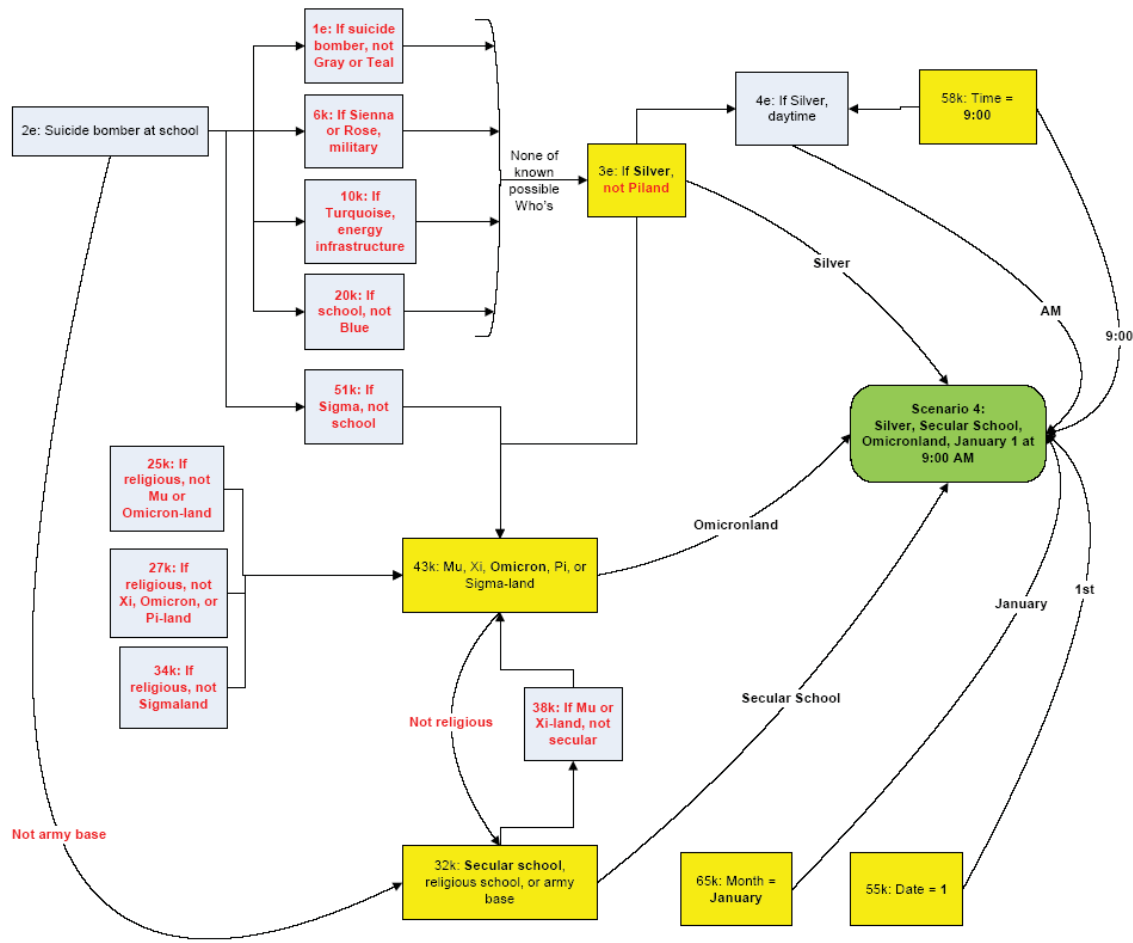 1e: If suicide
bomber, not
Gray or Teal
2e: Suicide bomber at school
6k: If Sienna
or Rose,
military
10k: If
Turquoise,
energy
infrastructure
20k: If
school, not
Blue
None of
known
possible
Who's
3e: If Silver,
not Piland
4e: If Silver,
daytime
58k: Time =
9:00
Silver
AM
9:00
51k: If
Sigma, not
school
Scenario 4:
Silver, Secular School,
Omicronland, January 1 at
9:00 AM
25k: If
religious, not
Mu or
Omicron-land
27k: If
religious, not
Xi, Omicron, or
Pi-land
34k: If
religious, not
Sigmaland
43k: Mu, Xi, Omicron, Pi, or
Sigma-land
Omicronland
January
1st
Not religious
38k: If Mu or
Xi-land, not
secular
Secular School
Not army base
32k: Secular school,
religious school, or army
base
65k: Month =
January
55k: Date = 1